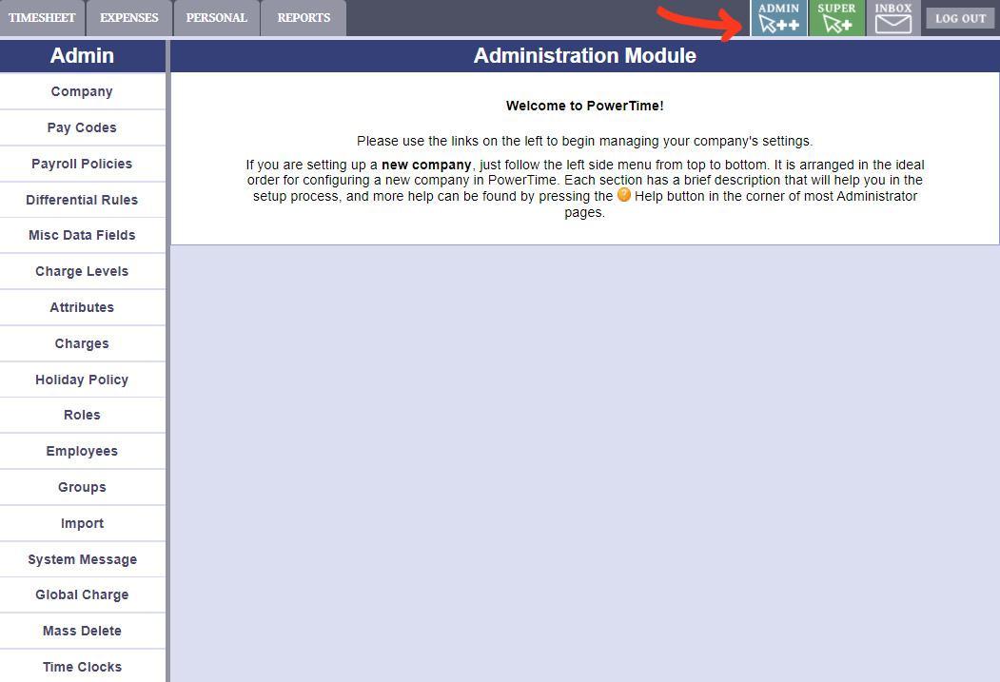 TIMESHEET
EXPENSES
PERSONAL
REPORTS
ADMIN
SUPER
INBOX
LOG OUT
Admin
Company
Pay Codes
Payroll Policies
Differential Rules
Misc Data Fields
Charge Levels
Attributes
Charges
Holiday Policy
Roles
Employees
Groups
Import
System Message
Global Charge
Mass Delete
Time Clocks
Administration Module
Welcome to PowerTime!
Please use the links on the left to begin managing your company's settings.
If you are setting up a new company, just follow the left side menu from top to bottom. It is arranged in the ideal
order for configuring a new company in PowerTime. Each section has a brief description that will help you in the
setup process, and more help can be found by pressing the ? Help button in the corner of most Administrator
pages.